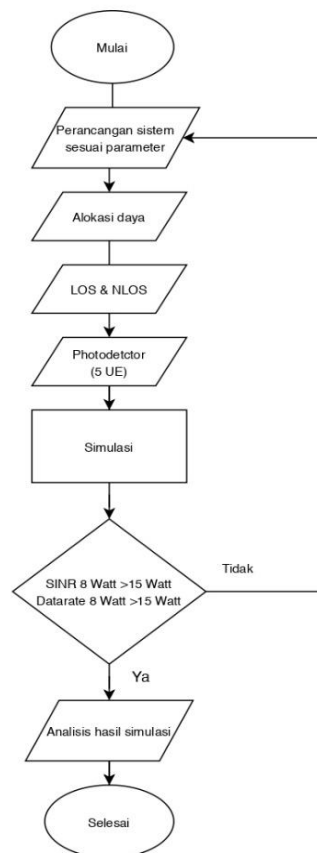 Mulai
Perancangan sistem
sesuai parameter
Alokasi daya
LOS & NLOS
Photodetctor
(5 UE)
Simulasi
SINR 8 Watt >15 Watt
Datarate 8 Watt >15 Watt
Tidak
Ya
Analisis hasil simulasi
Selesai